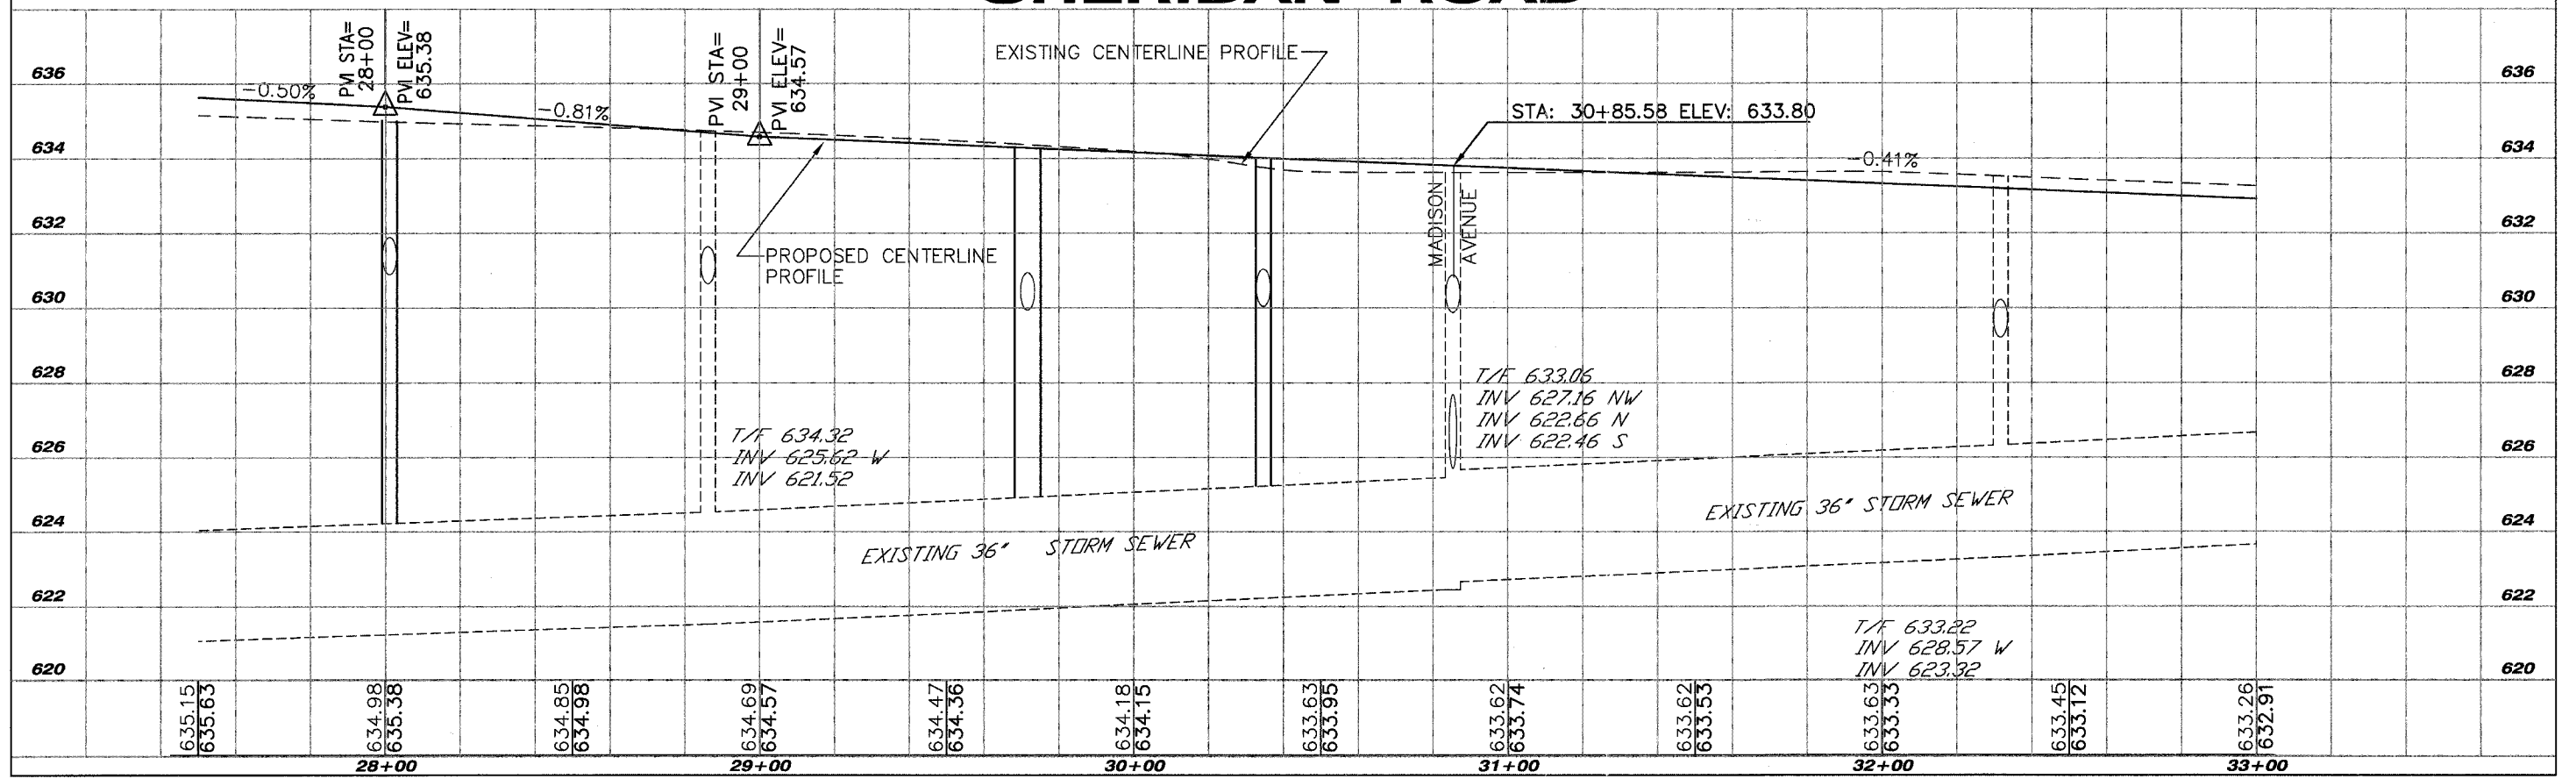 SHERIDAN ROAD
PVI STA=
28+00
PVI ELEV=
635.38
PVI STA=
29+00
PVI ELEV=
634.57
EXISTING CENTERLINE PROFILE
636
636
-0.50%
-0.81%
STA: 30+85.58 ELEV: 633.80
634
634
-0.41%
632
632
MADISON
AVENUE
PROPOSED CENTERLINE
PROFILE
630
630
628
628
T/F 633.06
INV 627.16 NW
INV 622.66 N
INV 622.46 S
T/F 634.32
INV 625.62 W
INV 621.52
626
626
EXISTING 36" STORM SEWER
624
624
EXISTING 36" STORM SEWER
622
622
T/F 633.22
INV 628.57 W
INV 623.32
620
620
635.15
635.63
634.98
635.38
634.85
634.98
634.69
634.57
634.47
634.36
634.18
634.15
633.63
633.95
633.62
633.74
633.62
633.53
633.63
633.33
633.45
633.12
633.26
632.91
28+00
29+00
30+00
31+00
32+00
33+00